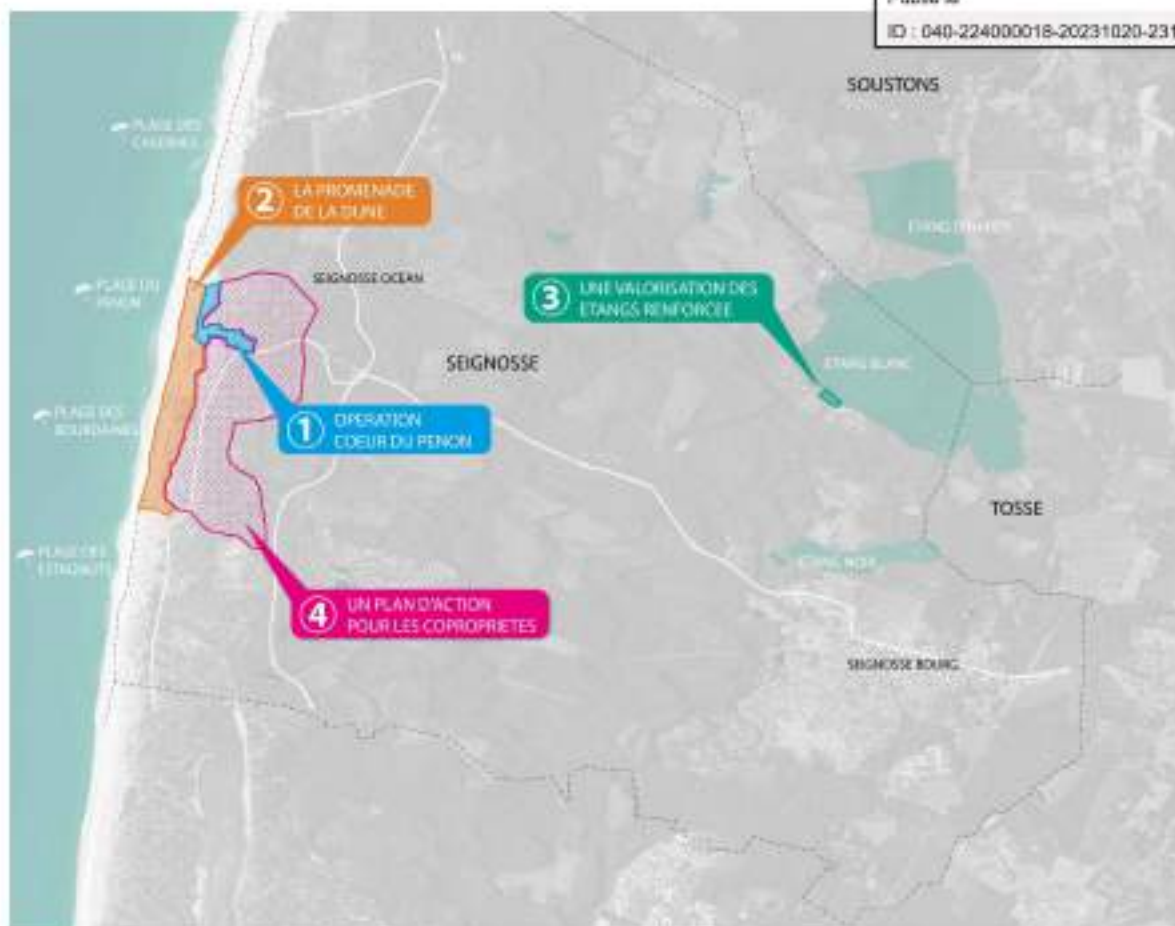 ID : 040-224000018-20231020-231
SOUSTONS
PLAGE DES
CASERNES
2 LA PROMENADE
DE LA DUNE
ETANG HARDY
SEIGNOSSE OCEAN
PLAGE DU
PENON
3 UNE VALORISATION DES
ETANGS RENFORCEE
SEIGNOSSE
ETANG BLANC
PLAGE DES
BOURDAINES
1 OPERATION
COEUR DU PENON
TOSSE
PLAGE DES
ESTAGNOTS
ETANG NOIR
4 UN PLAN D'ACTION
POUR LES COPROPRIETES
SEIGNOSSE BOURG